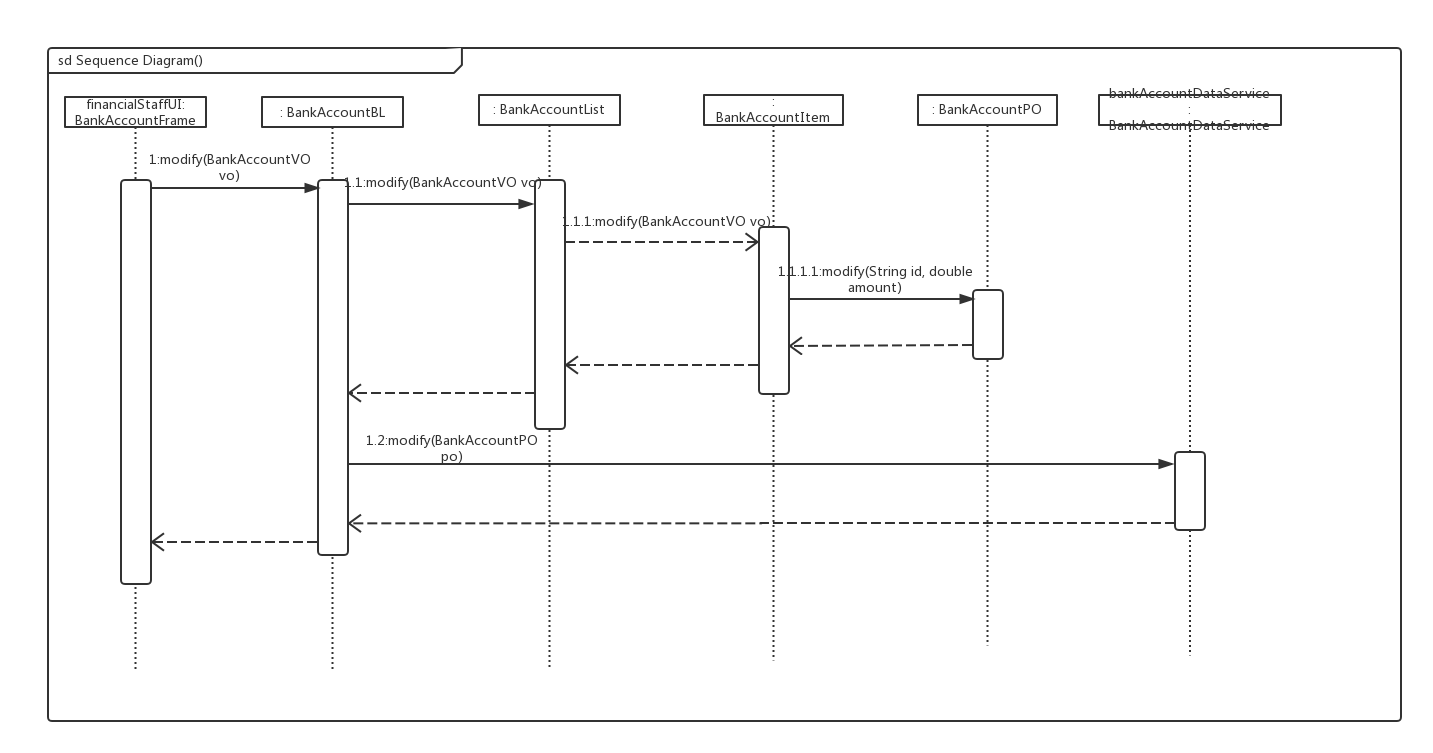 sd Sequence Diagram()
financialStaffUI:
BankAccountFrame
: BankAccountBL
: BankAccountList
:
BankAccountItem
: BankAccountPO
bankAccountDataService
:
BankAccountDataService
1:modify(BankAccountVO
vo)
1.1:modify(BankAccountVO vo)
1.1.1:modify(BankAccountVO vo)
1.1.1.1:modify(String id, double
amount)
1.2:modify(BankAccountPO
po)